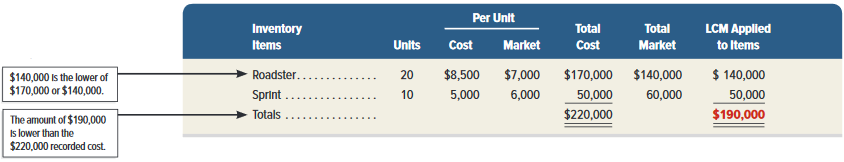 Per Unit
Inventory Total Total LCM Applied
Items Units Cost Market Cost Market to Items
$140,000 is the lower of
$170,000 or $140,000.
Roadster. . . . . . . . . . . . . . 20 $8,500 $7,000 $170,000 $140,000 $ 140,000
Sprint . . . . . . . . . . . . . . . . 10 5,000 6,000 50,000 60,000 50,000
Totals . . . . . . . . . . . . . . . . $220,000 $190,000
The amount of $190,000
is lower than the
$220,000 recorded cost.